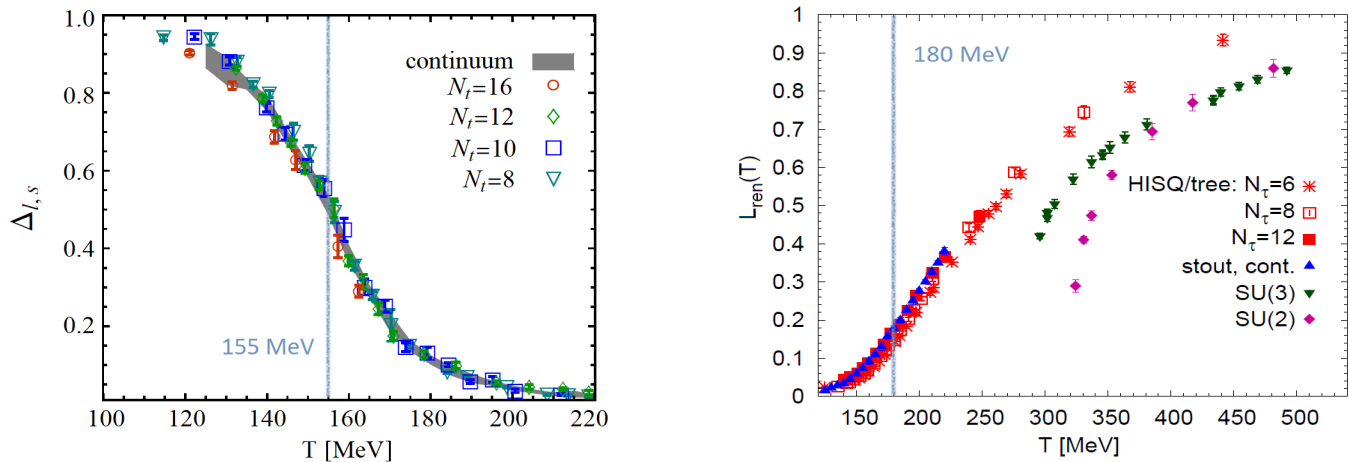 1.0
0.8
0.6
0.4
0.2
100
120
140
160
180
200
220
T [MeV]
Δl,s
continuum
Nt=16
Nt=12
Nt=10
Nt=8
155 MeV
0
0.1
0.2
0.3
0.4
0.5
0.6
0.7
0.8
0.9
1
150
200
250
300
350
400
450
500
T [MeV]
Lren(T)
180 MeV
HISQ/tree: Nτ=6
Nτ=8
Nτ=12
stout, cont.
SU(3)
SU(2)